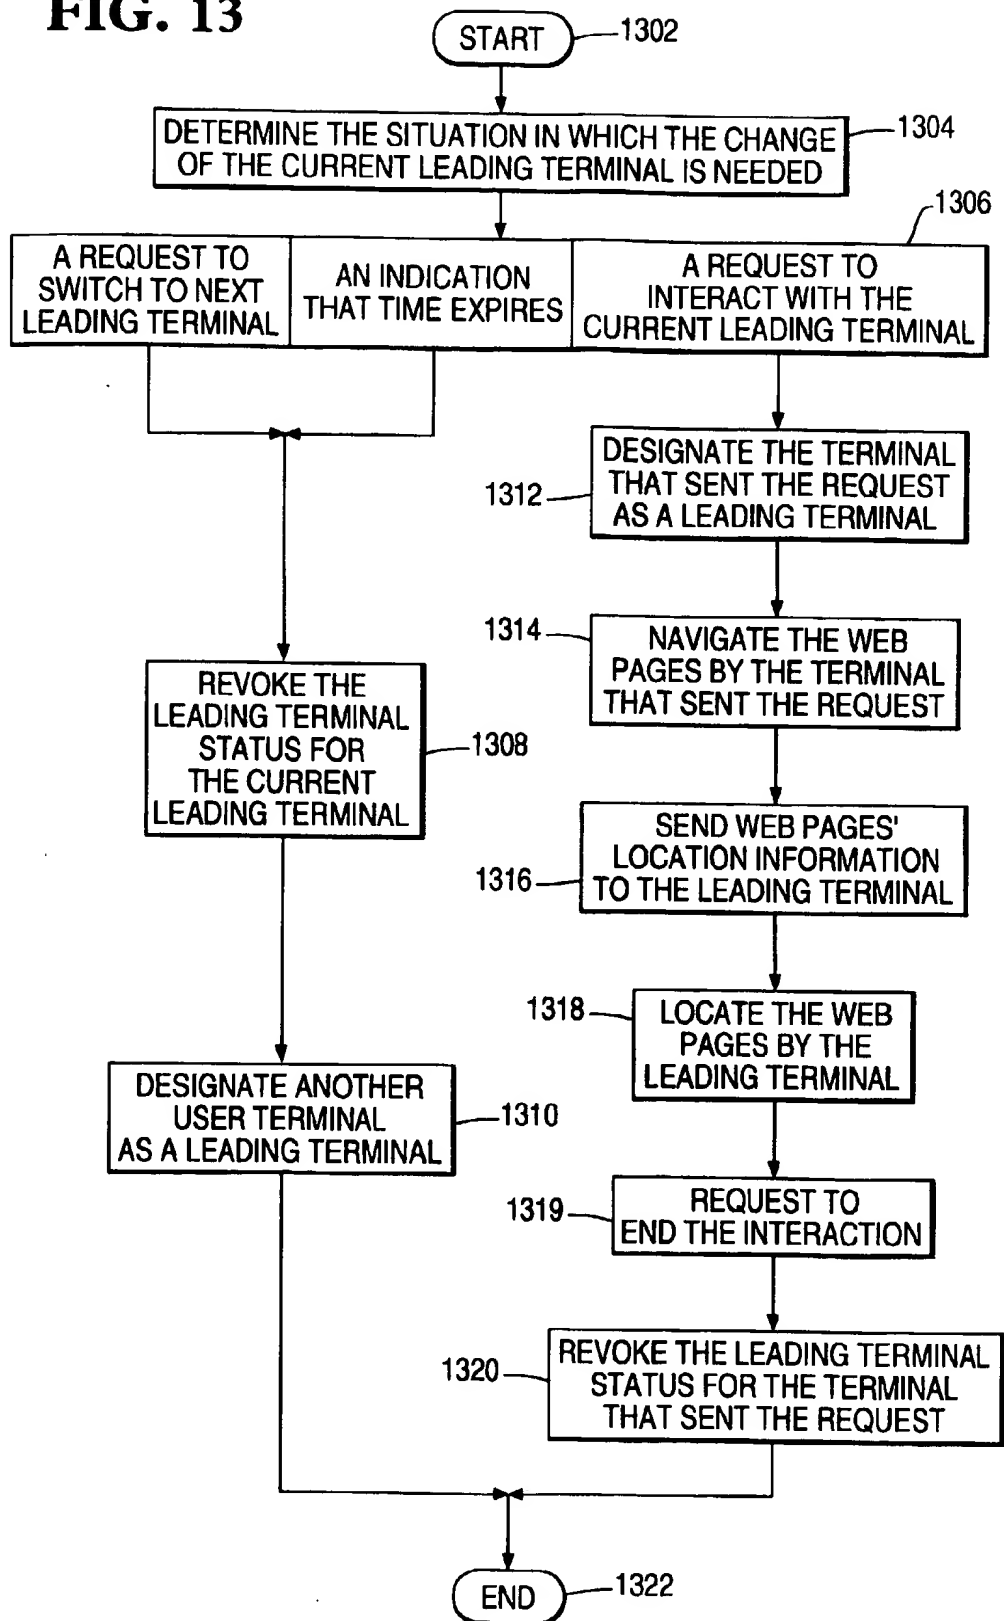 FIG. 13
START
1302
DETERMINE THE SITUATION IN WHICH THE CHANGE
OF THE CURRENT LEADING TERMINAL IS NEEDED
1304
1306
A REQUEST TO
SWITCH TO NEXT
LEADING TERMINAL
AN INDICATION
THAT TIME EXPIRES
A REQUEST TO
INTERACT WITH THE
CURRENT LEADING TERMINAL
1312
DESIGNATE THE TERMINAL
THAT SENT THE REQUEST
AS A LEADING TERMINAL
1314
NAVIGATE THE WEB
PAGES BY THE TERMINAL
THAT SENT THE REQUEST
REVOKE THE
LEADING TERMINAL
STATUS FOR
THE CURRENT
LEADING TERMINAL
1308
1316
SEND WEB PAGES'
LOCATION INFORMATION
TO THE LEADING TERMINAL
1318
LOCATE THE WEB
PAGES BY THE
LEADING TERMINAL
DESIGNATE ANOTHER
USER TERMINAL
AS A LEADING TERMINAL
1310
1319
REQUEST TO
END THE INTERACTION
1320
REVOKE THE LEADING TERMINAL
STATUS FOR THE TERMINAL
THAT SENT THE REQUEST
END
1322